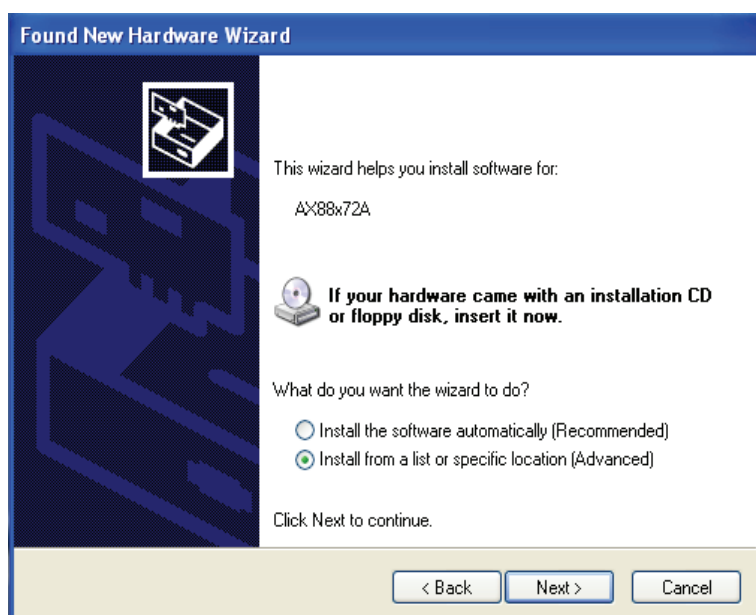 Found New Hardware Wizard
This wizard helps you install software for:
AX88x72A
If your hardware came with an installation CD
or floppy disk, insert it now.
What do you want the wizard to do?
Install the software automatically (Recommended)
Install from a list or specific location (Advanced)
Click Next to continue.
< Back
Next >
Cancel